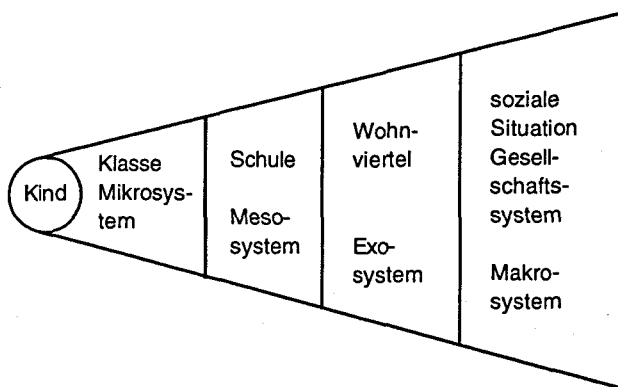 Kind
Klasse
Mikrosys-
tem
Schule
Meso-
system
Wohn-
viertel
Exo-
system
soziale
Situation
Gesell-
schafts-
system
Makro-
system